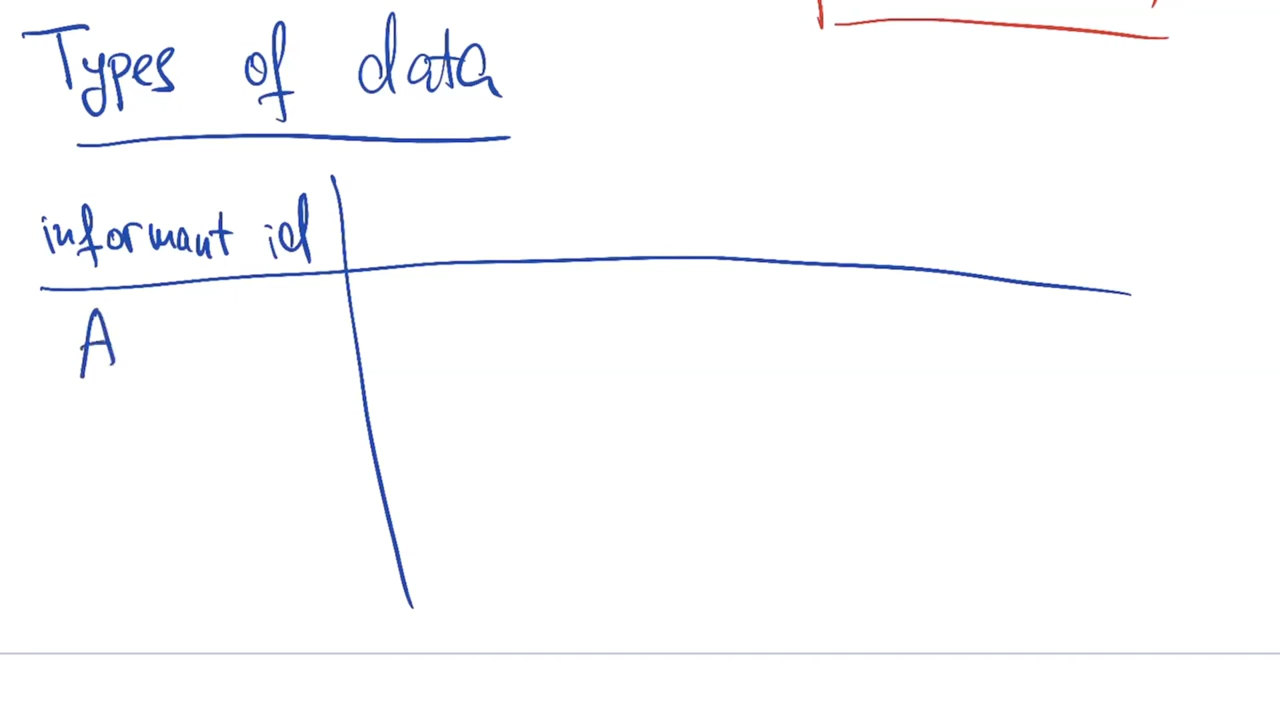 Types of data
informant id
A